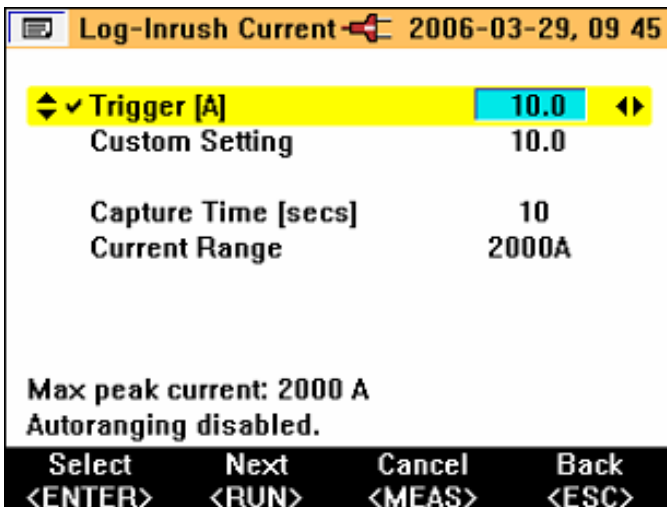 Log-Inrush Current 2006-03-29, 09 45
Trigger [A] 10.0
Custom Setting 10.0
Capture Time [secs] 10
Current Range 2000A
Max peak current: 2000 A
Autoranging disabled.
Select Next Cancel Back
<ENTER> <RUN> <MEAS> <ESC>